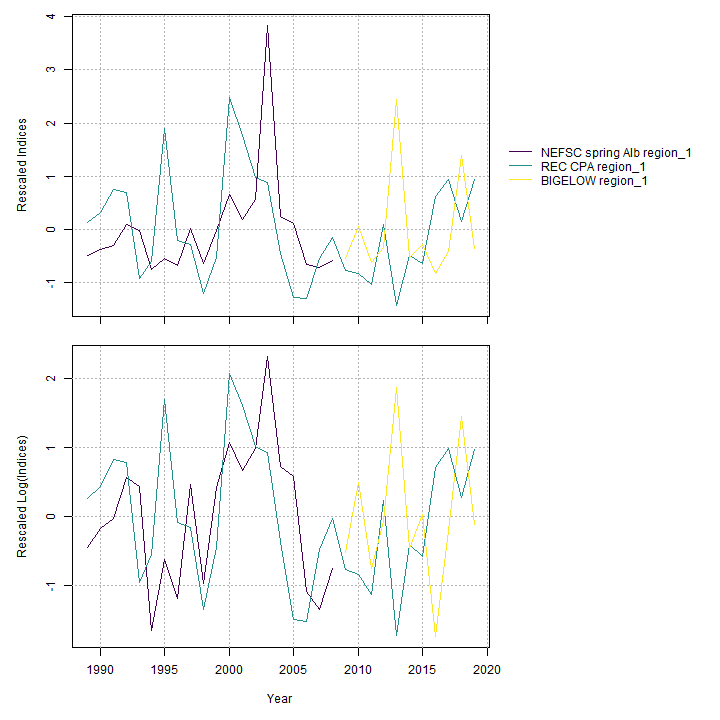 4
3
2
1
0
-1
Rescaled Indices
NEFSC spring Alb region_1
REC CPA region_1
BIGELOW region_1
2
1
0
-1
Rescaled Log(Indices)
1990 1995 2000 2005 2010 2015 2020
Year